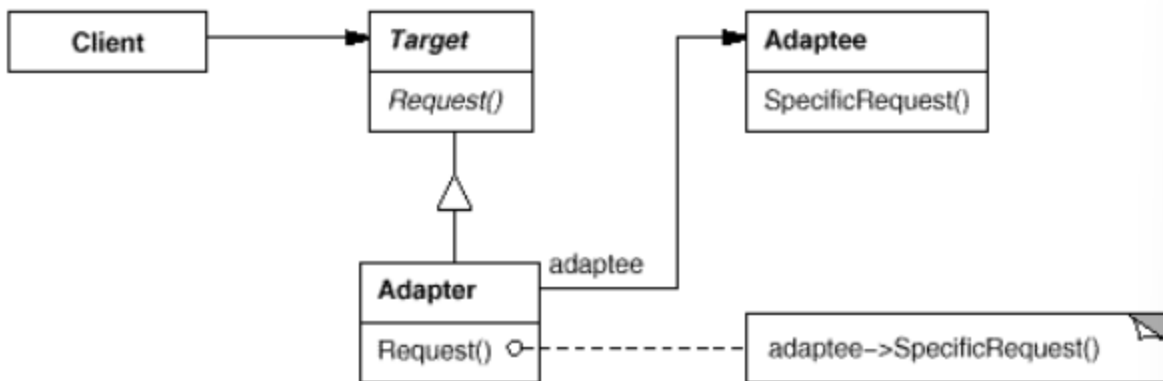 Client
Target
Request()
Adaptee
SpecificRequest()
adaptee
Adapter
Request()
adaptee->SpecificRequest()